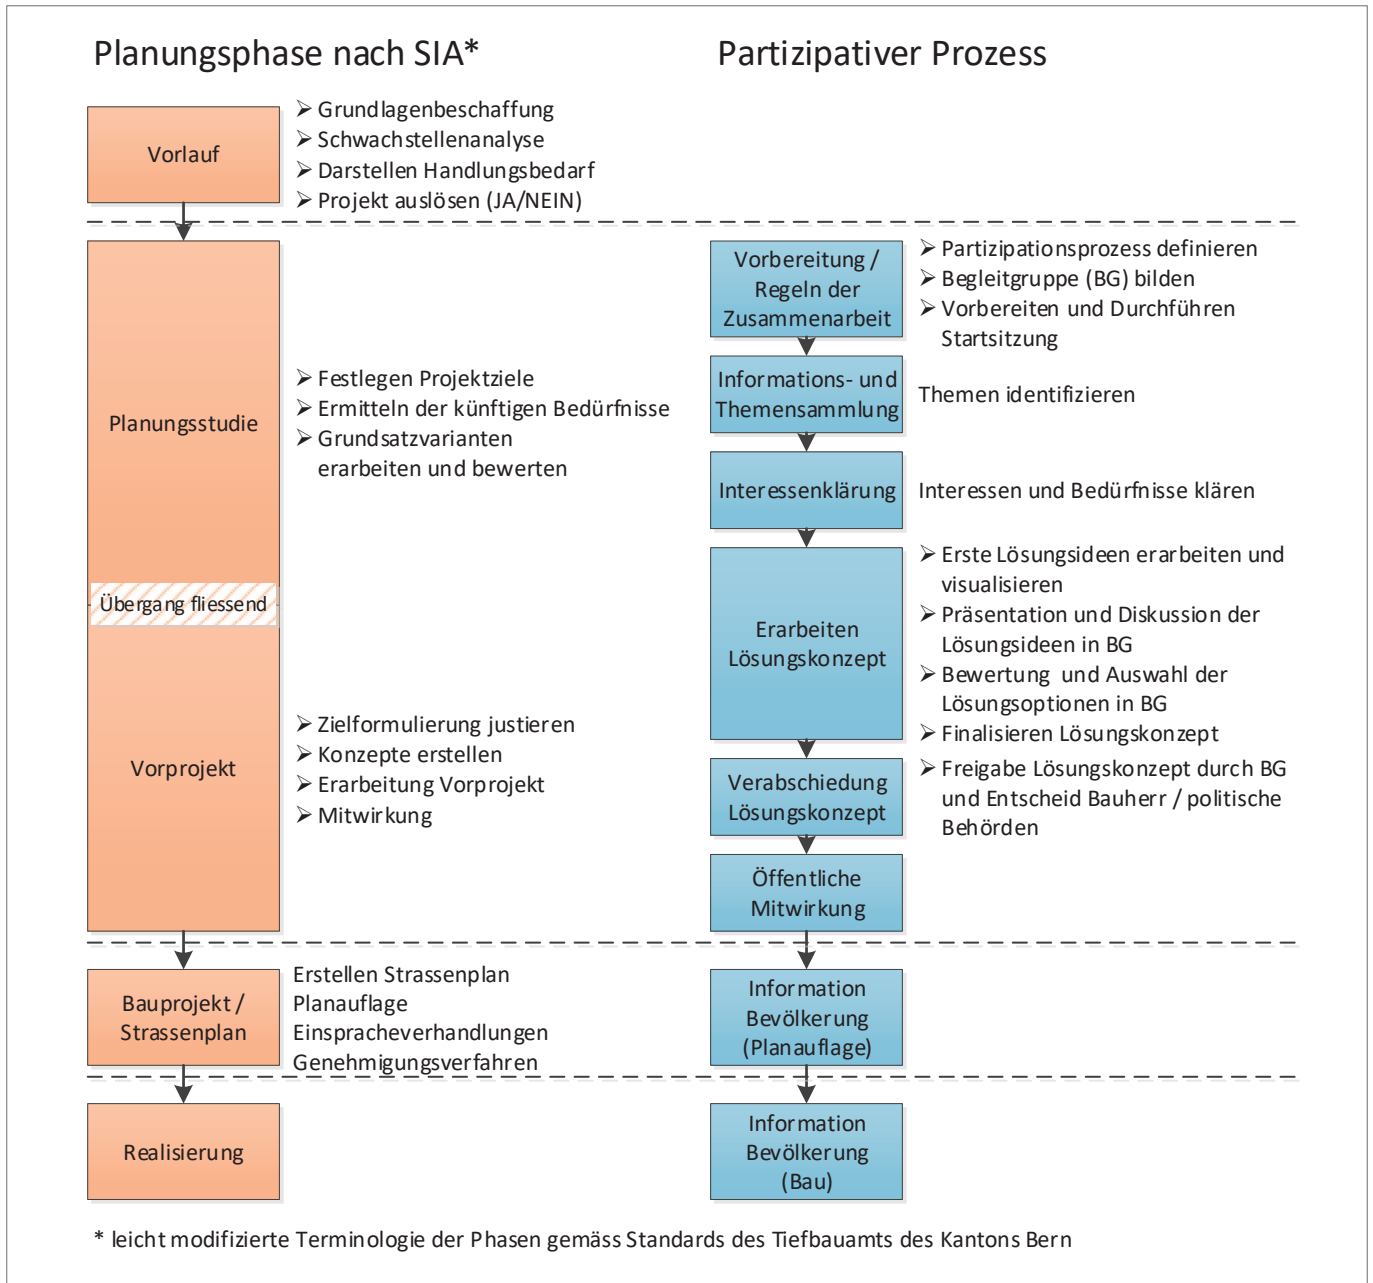 Planungsphase nach SIA*
Partizipativer Prozess
Vorlauf
➢ Grundlagenbeschaffung
➢ Schwachstellenanalyse
➢ Darstellen Handlungsbedarf
➢ Projekt auslösen (JA/NEIN)
Planungsstudie
➢ Festlegen Projektziele
➢ Ermitteln der künftigen Bedürfnisse
➢ Grundsatzvarianten
erarbeiten und bewerten
Übergang fliessend
Vorprojekt
➢ Zielformulierung justieren
➢ Konzepte erstellen
➢ Erarbeitung Vorprojekt
➢ Mitwirkung
Vorbereitung /
Regeln der
Zusammenarbeit
➢ Partizipationsprozess definieren
➢ Begleitgruppe (BG) bilden
➢ Vorbereiten und Durchführen
Startsitzung
Informations- und
Themensammlung
Themen identifizieren
Interessenklärung
Interessen und Bedürfnisse klären
Erarbeiten
Lösungskonzept
➢ Erste Lösungsideen erarbeiten und
visualisieren
➢ Präsentation und Diskussion der
Lösungsideen in BG
➢ Bewertung und Auswahl der
Lösungsoptionen in BG
➢ Finalisieren Lösungskonzept
Verabschiedung
Lösungskonzept
➢ Freigabe Lösungskonzept durch BG
und Entscheid Bauherr / politische
Behörden
Öffentliche
Mitwirkung
Bauprojekt /
Strassenplan
Erstellen Strassenplan
Planauflage
Einspracheverhandlungen
Genehmigungsverfahren
Information
Bevölkerung
(Planauflage)
Realisierung
Information
Bevölkerung
(Bau)
* leicht modifizierte Terminologie der Phasen gemäss Standards des Tiefbauamts des Kantons Bern